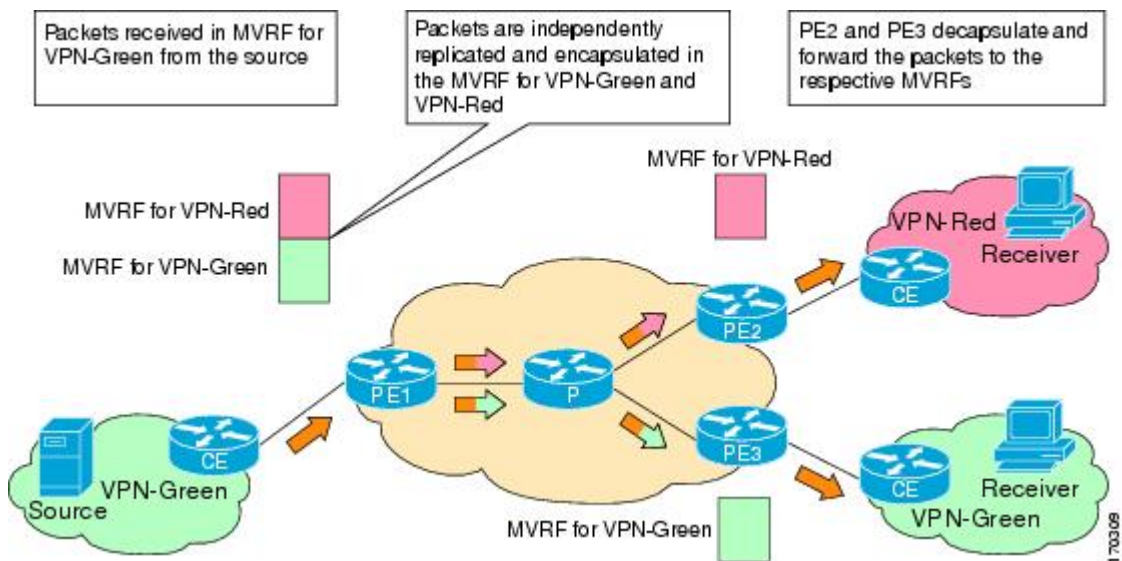 Packets received in MVRF for
VPN-Green from the source
Packets are independently
replicated and encapsulated in
the MVRF for VPN-Green and
VPN-Red
PE2 and PE3 decapsulate and
forward the packets to the
respective MVRFs
MVRF for VPN-Red
MVRF for VPN-Red
MVRF for VPN-Green
VPN-Red
Receiver
CE
PE2
PE1
P
PE3
CE
VPN-Green
Source
CE
Receiver
VPN-Green
MVRF for VPN-Green
170309